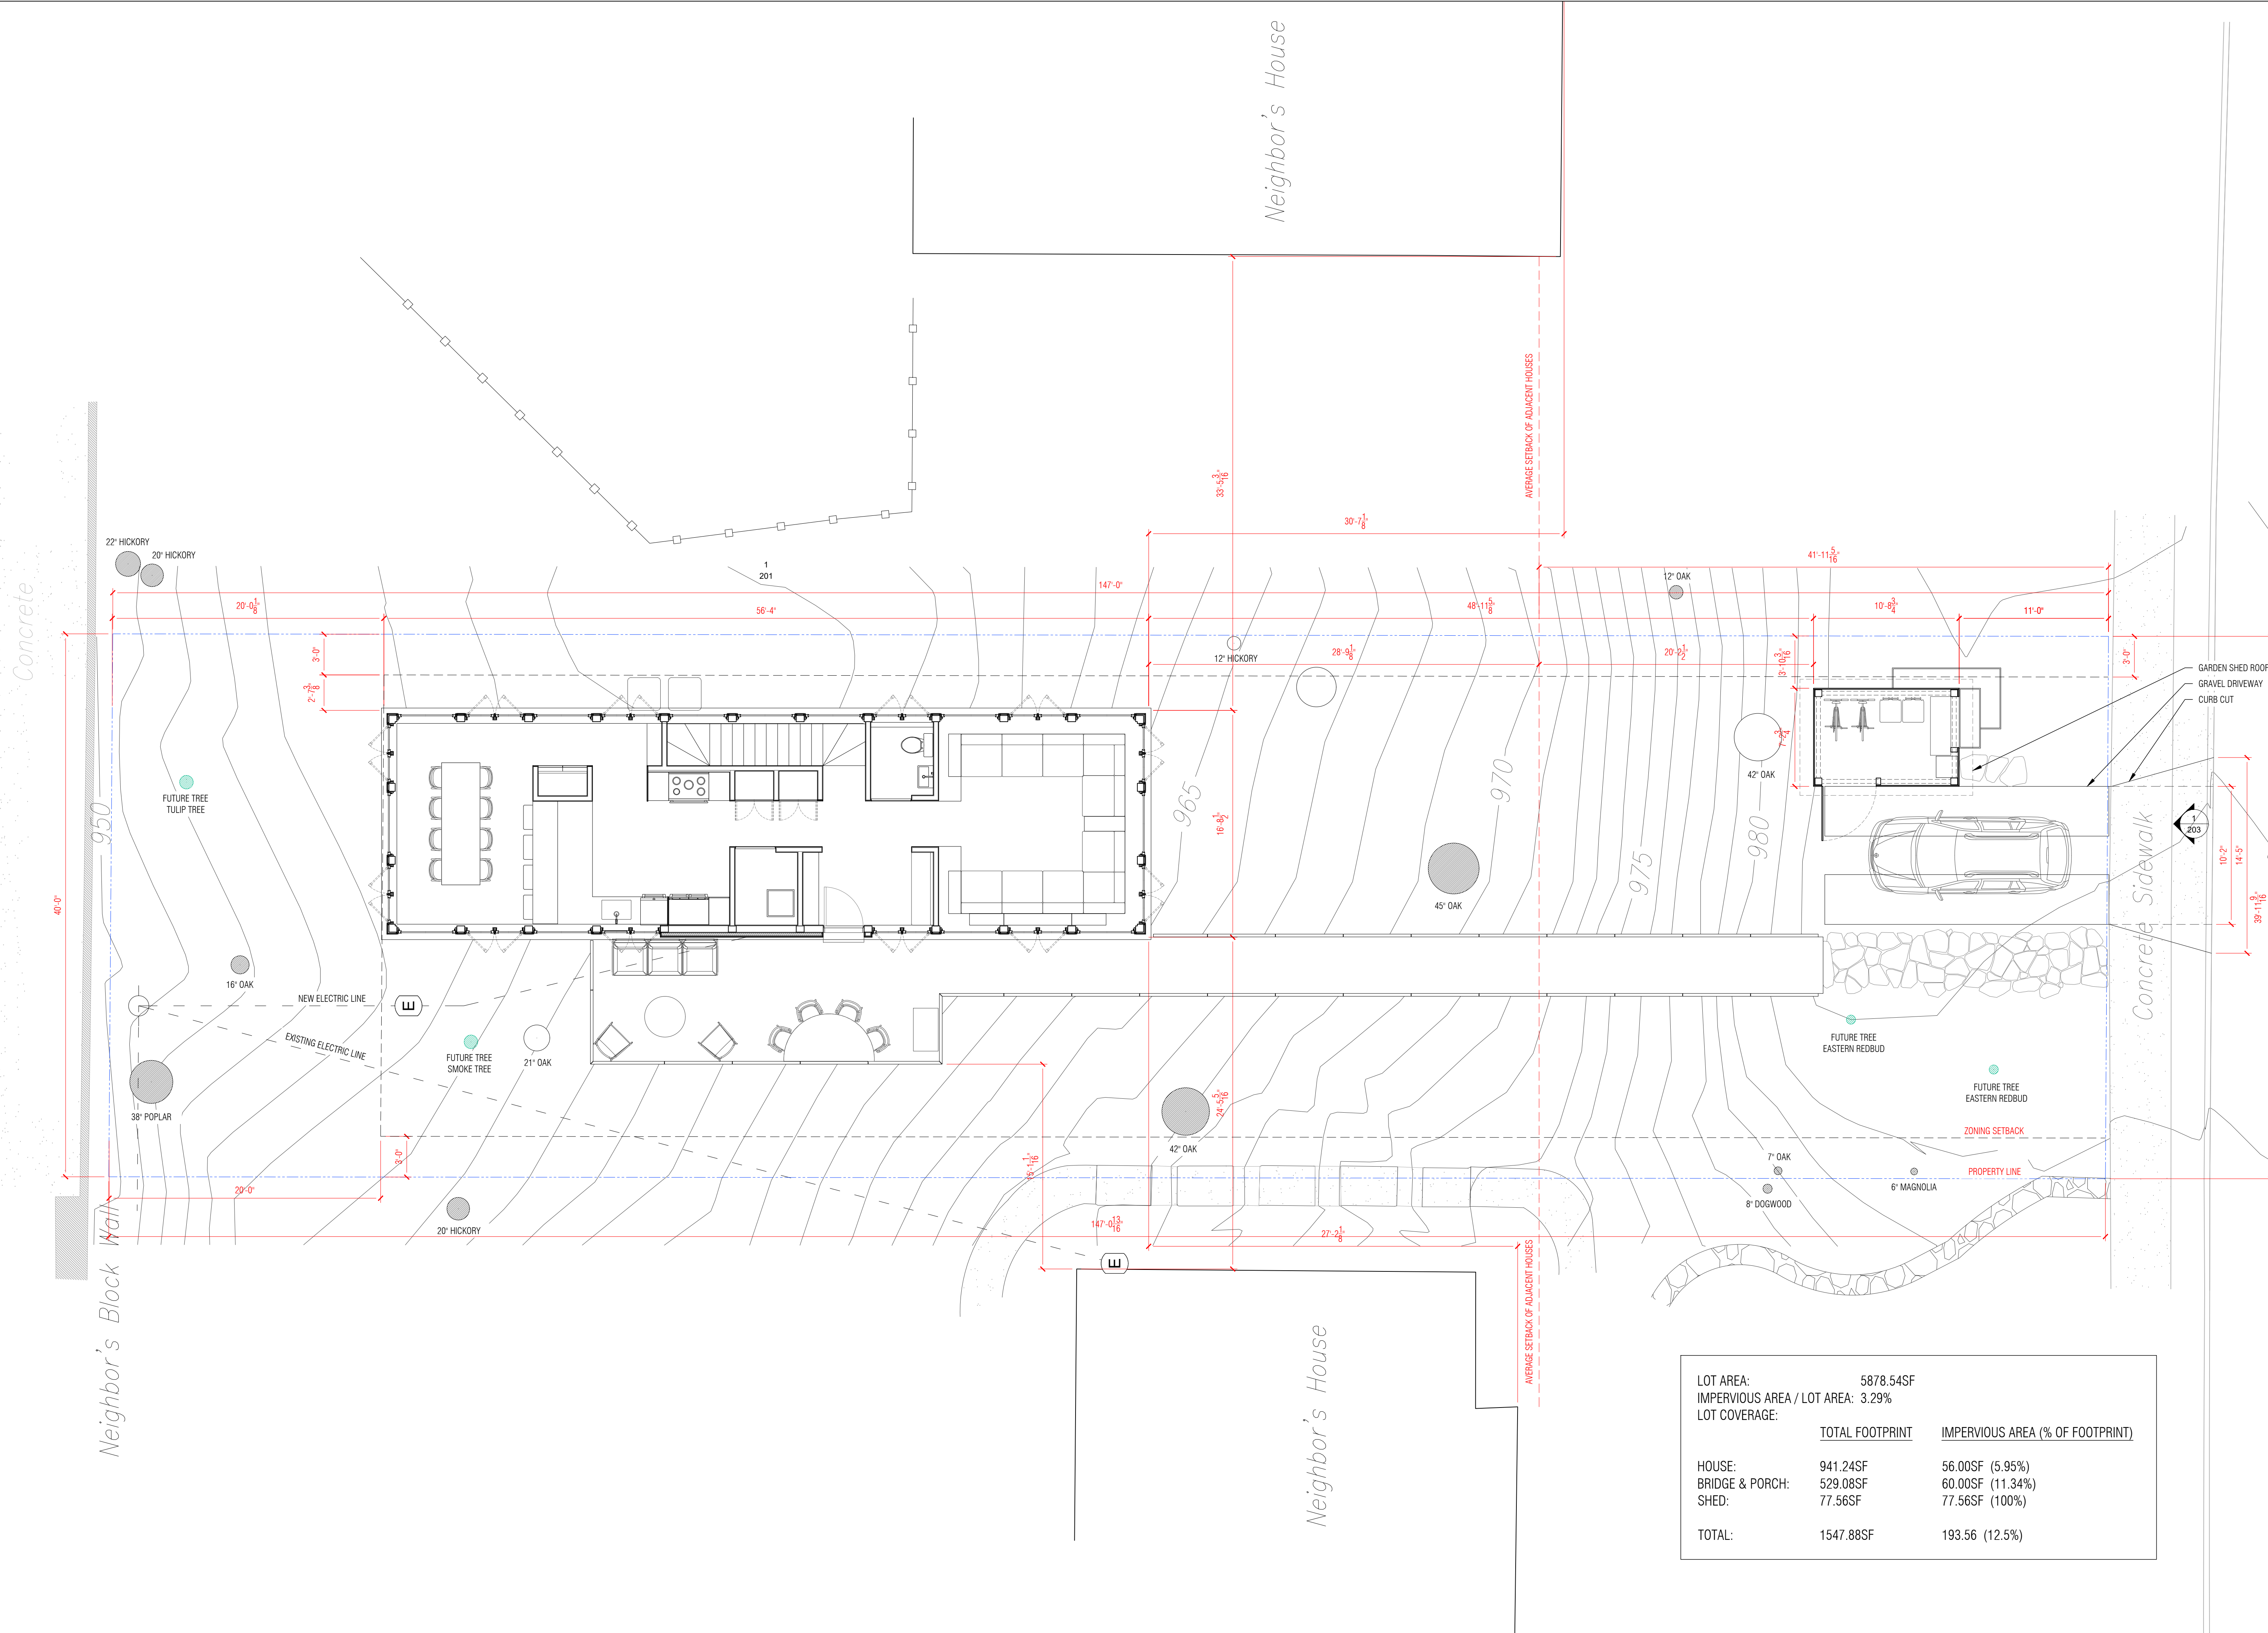 Neighbor's House
Concrete
22" HICKORY
20" HICKORY
1
201
AVERAGE SETBACK OF ADJACENT HOUSES
33'-5 3/16"
30'-7 1/8"
41'-11 5/16"
12" OAK
147'-0"
20'-0 1/8"
56'-4"
48'-11 5/8"
10'-8 3/4"
11'-0"
3'-0"
2'-7 3/8"
12" HICKORY
28'-9 1/8"
20'-2 1/2"
3'-10 3/16"
3'-0"
GARDEN SHED ROOF
GRAVEL DRIVEWAY
CURB CUT
7'-2 3/4"
42" OAK
FUTURE TREE
TULIP TREE
950
965
970
975
980
16'-8 1/2"
1
203
10'-2"
14'-5"
39'-11 9/16"
40'-0"
45" OAK
Concrete Sidewalk
16" OAK
NEW ELECTRIC LINE
E
EXISTING ELECTRIC LINE
FUTURE TREE
SMOKE TREE
21" OAK
FUTURE TREE
EASTERN REDBUD
FUTURE TREE
EASTERN REDBUD
38" POPLAR
24'-5 5/16"
42" OAK
ZONING SETBACK
3'-0"
7" OAK
PROPERTY LINE
6" MAGNOLIA
8" DOGWOOD
20'-0"
20" HICKORY
147'-0 13/16"
27'-2 1/8"
E
Neighbor's Block Wall
AVERAGE SETBACK OF ADJACENT HOUSES
Neighbor's House
LOT AREA: 5878.54SF
IMPERVIOUS AREA / LOT AREA: 3.29%
LOT COVERAGE:
TOTAL FOOTPRINT IMPERVIOUS AREA (% OF FOOTPRINT)
HOUSE: 941.24SF 56.00SF (5.95%)
BRIDGE & PORCH: 529.08SF 60.00SF (11.34%)
SHED: 77.56SF 77.56SF (100%)
TOTAL: 1547.88SF 193.56 (12.5%)